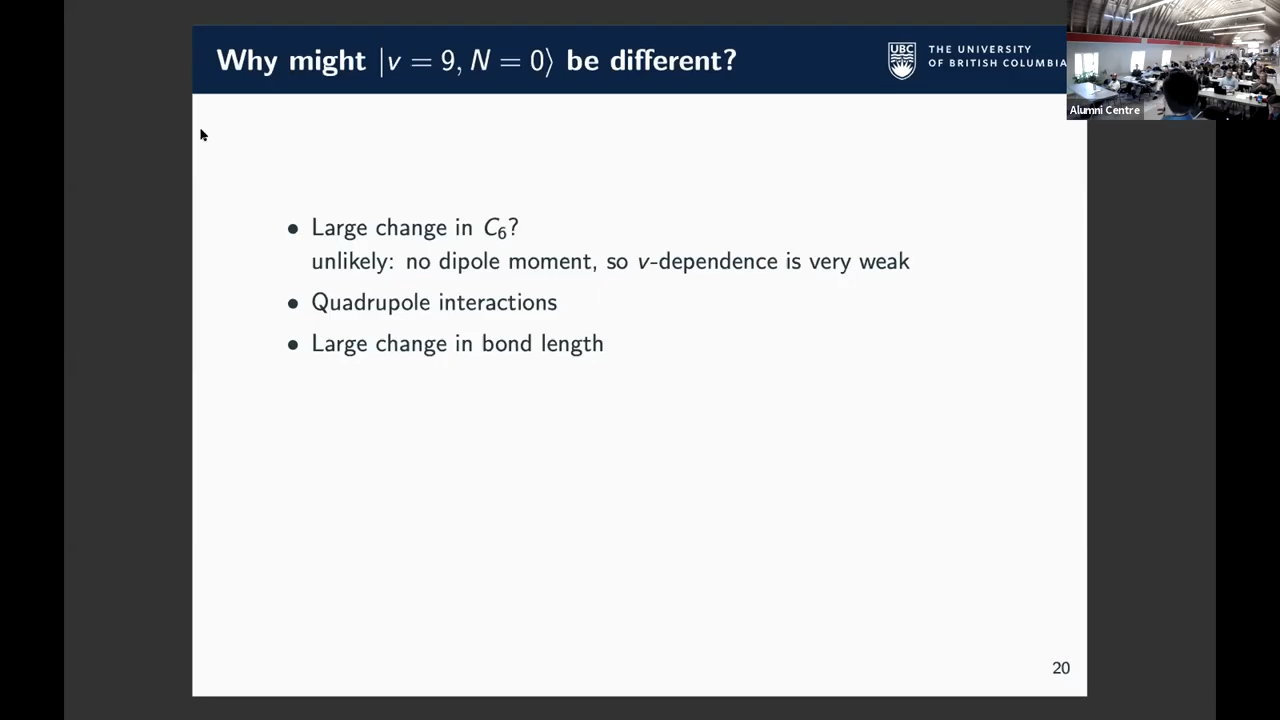 Why might |v = 9, N = 0⟩ be different?
UBC
THE UNIVERSITY
OF BRITISH COLUMBIA
Alumni Centre
• Large change in C₆?
unlikely: no dipole moment, so v-dependence is very weak
• Quadrupole interactions
• Large change in bond length
20